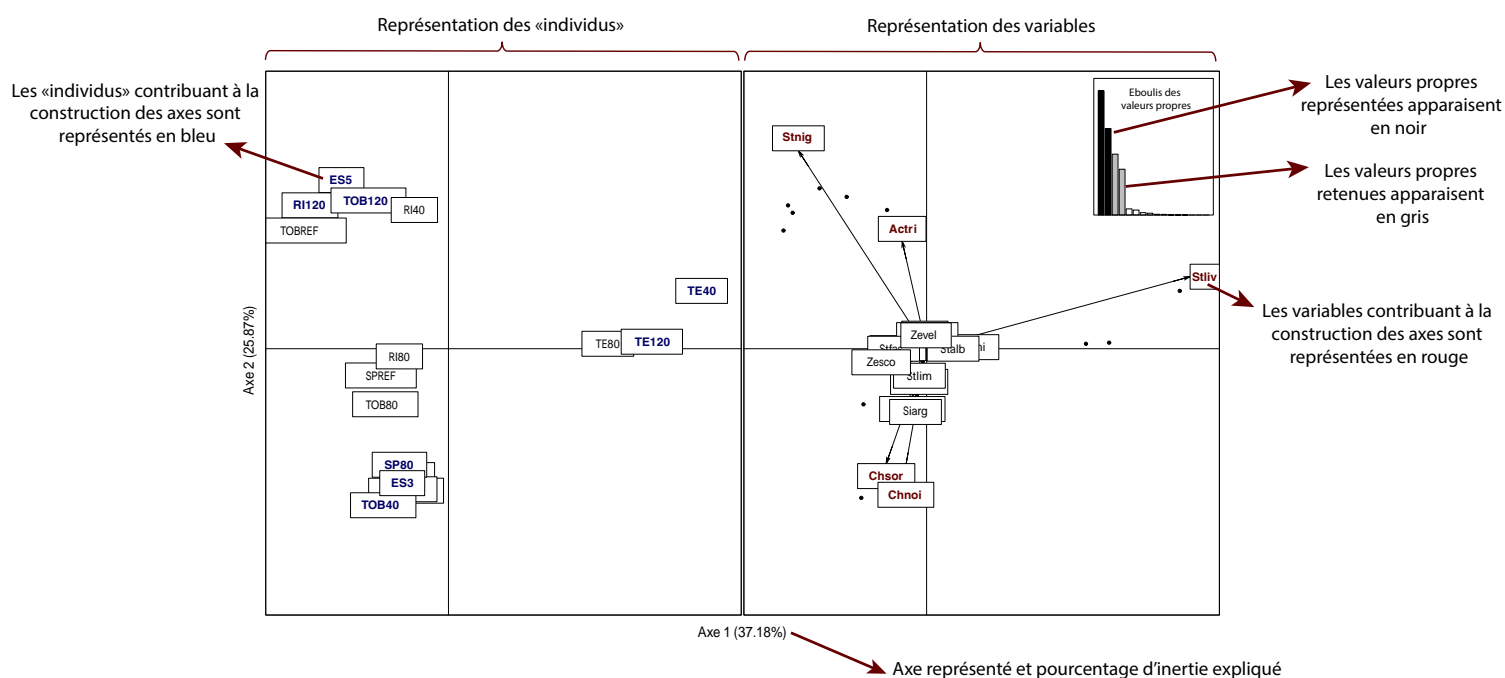 Représentation des «individus»
Représentation des variables
Les «individus» contribuant à la
construction des axes sont
représentés en bleu
ES5
RI120
TOB120
RI40
TOBREF
TE40
TE80
TE120
RI80
SPREF
TOB80
SP80
ES3
TOB40
Axe 2 (25.87%)
Stnig
Actri
Stliv
Zevel
Stfas
Stalb
ni
Zesco
Stlim
Siarg
Chsor
Chnoi
Eboulis des
valeurs propres
Les valeurs propres
représentées apparaisent
en noir
Les valeurs propres
retenues apparaisent
en gris
Les variables contribuant à la
construction des axes sont
représentées en rouge
Axe 1 (37.18%)
Axe représenté et pourcentage d’inertie expliqué